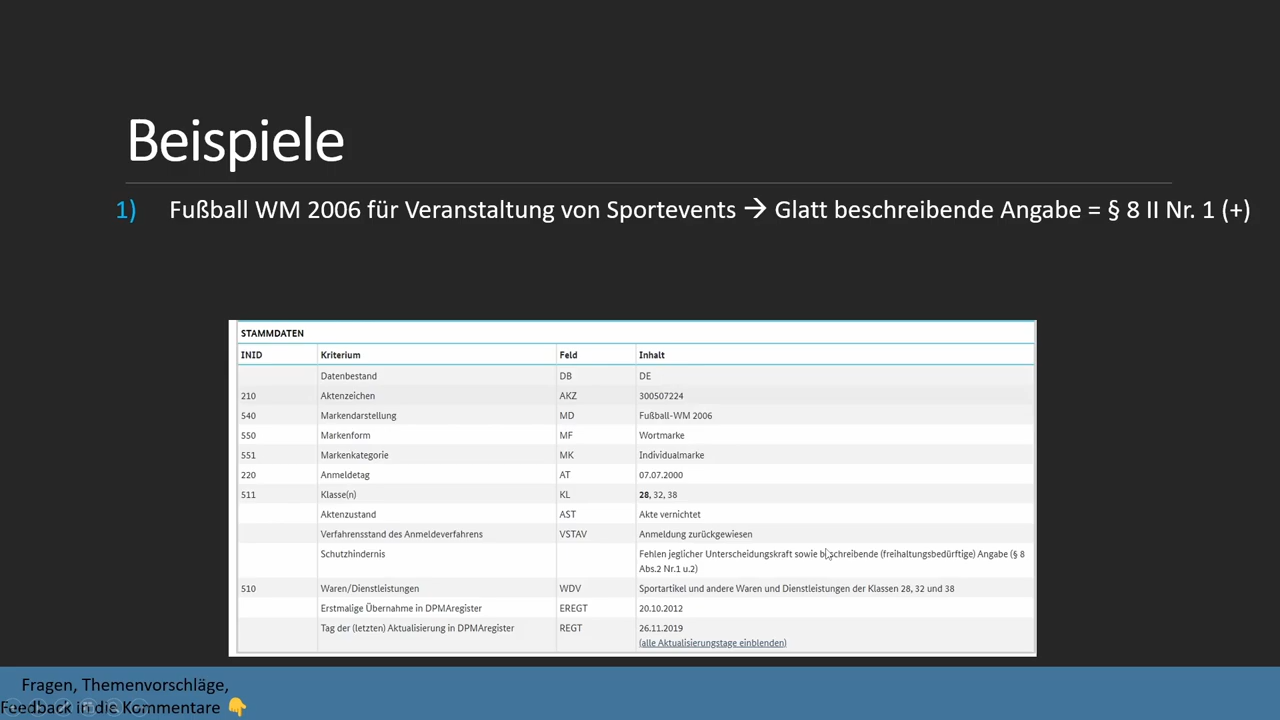 Beispiele
1) Fußball WM 2006 für Veranstaltung von Sportevents → Glatt beschreibende Angabe = § 8 II Nr. 1 (+)
STAMMDATEN
INID Kriterium Feld Inhalt
Datenbestand DB DE
210 Aktenzeichen AKZ 300507224
540 Markendarstellung MD Fußball-WM 2006
550 Markenform MF Wortmarke
551 Markenkategorie MK Individualmarke
220 Anmeldetag AT 07.07.2000
511 Klasse(n) KL 28, 32, 38
Aktenzustand AST Akte vernichtet
Verfahrensstand des Anmeldeverfahrens VSTAV Anmeldung zurückgewiesen
Schutzhindernis Fehlen jeglicher Unterscheidungskraft sowie beschreibende (freihaltungsbedürftige) Angabe (§ 8
Abs.2 Nr.1 u.2)
510 Waren/Dienstleistungen WDV Sportartikel und andere Waren und Dienstleistungen der Klassen 28, 32 und 38
Erstmalige Übernahme in DPMAregister EREGT 20.10.2012
Tag der (letzten) Aktualisierung in DPMAregister REGT 26.11.2019
(alle Aktualisierungstage einblenden)
Fragen, Themenvorschläge,
Feedback in die Kommentare 👇